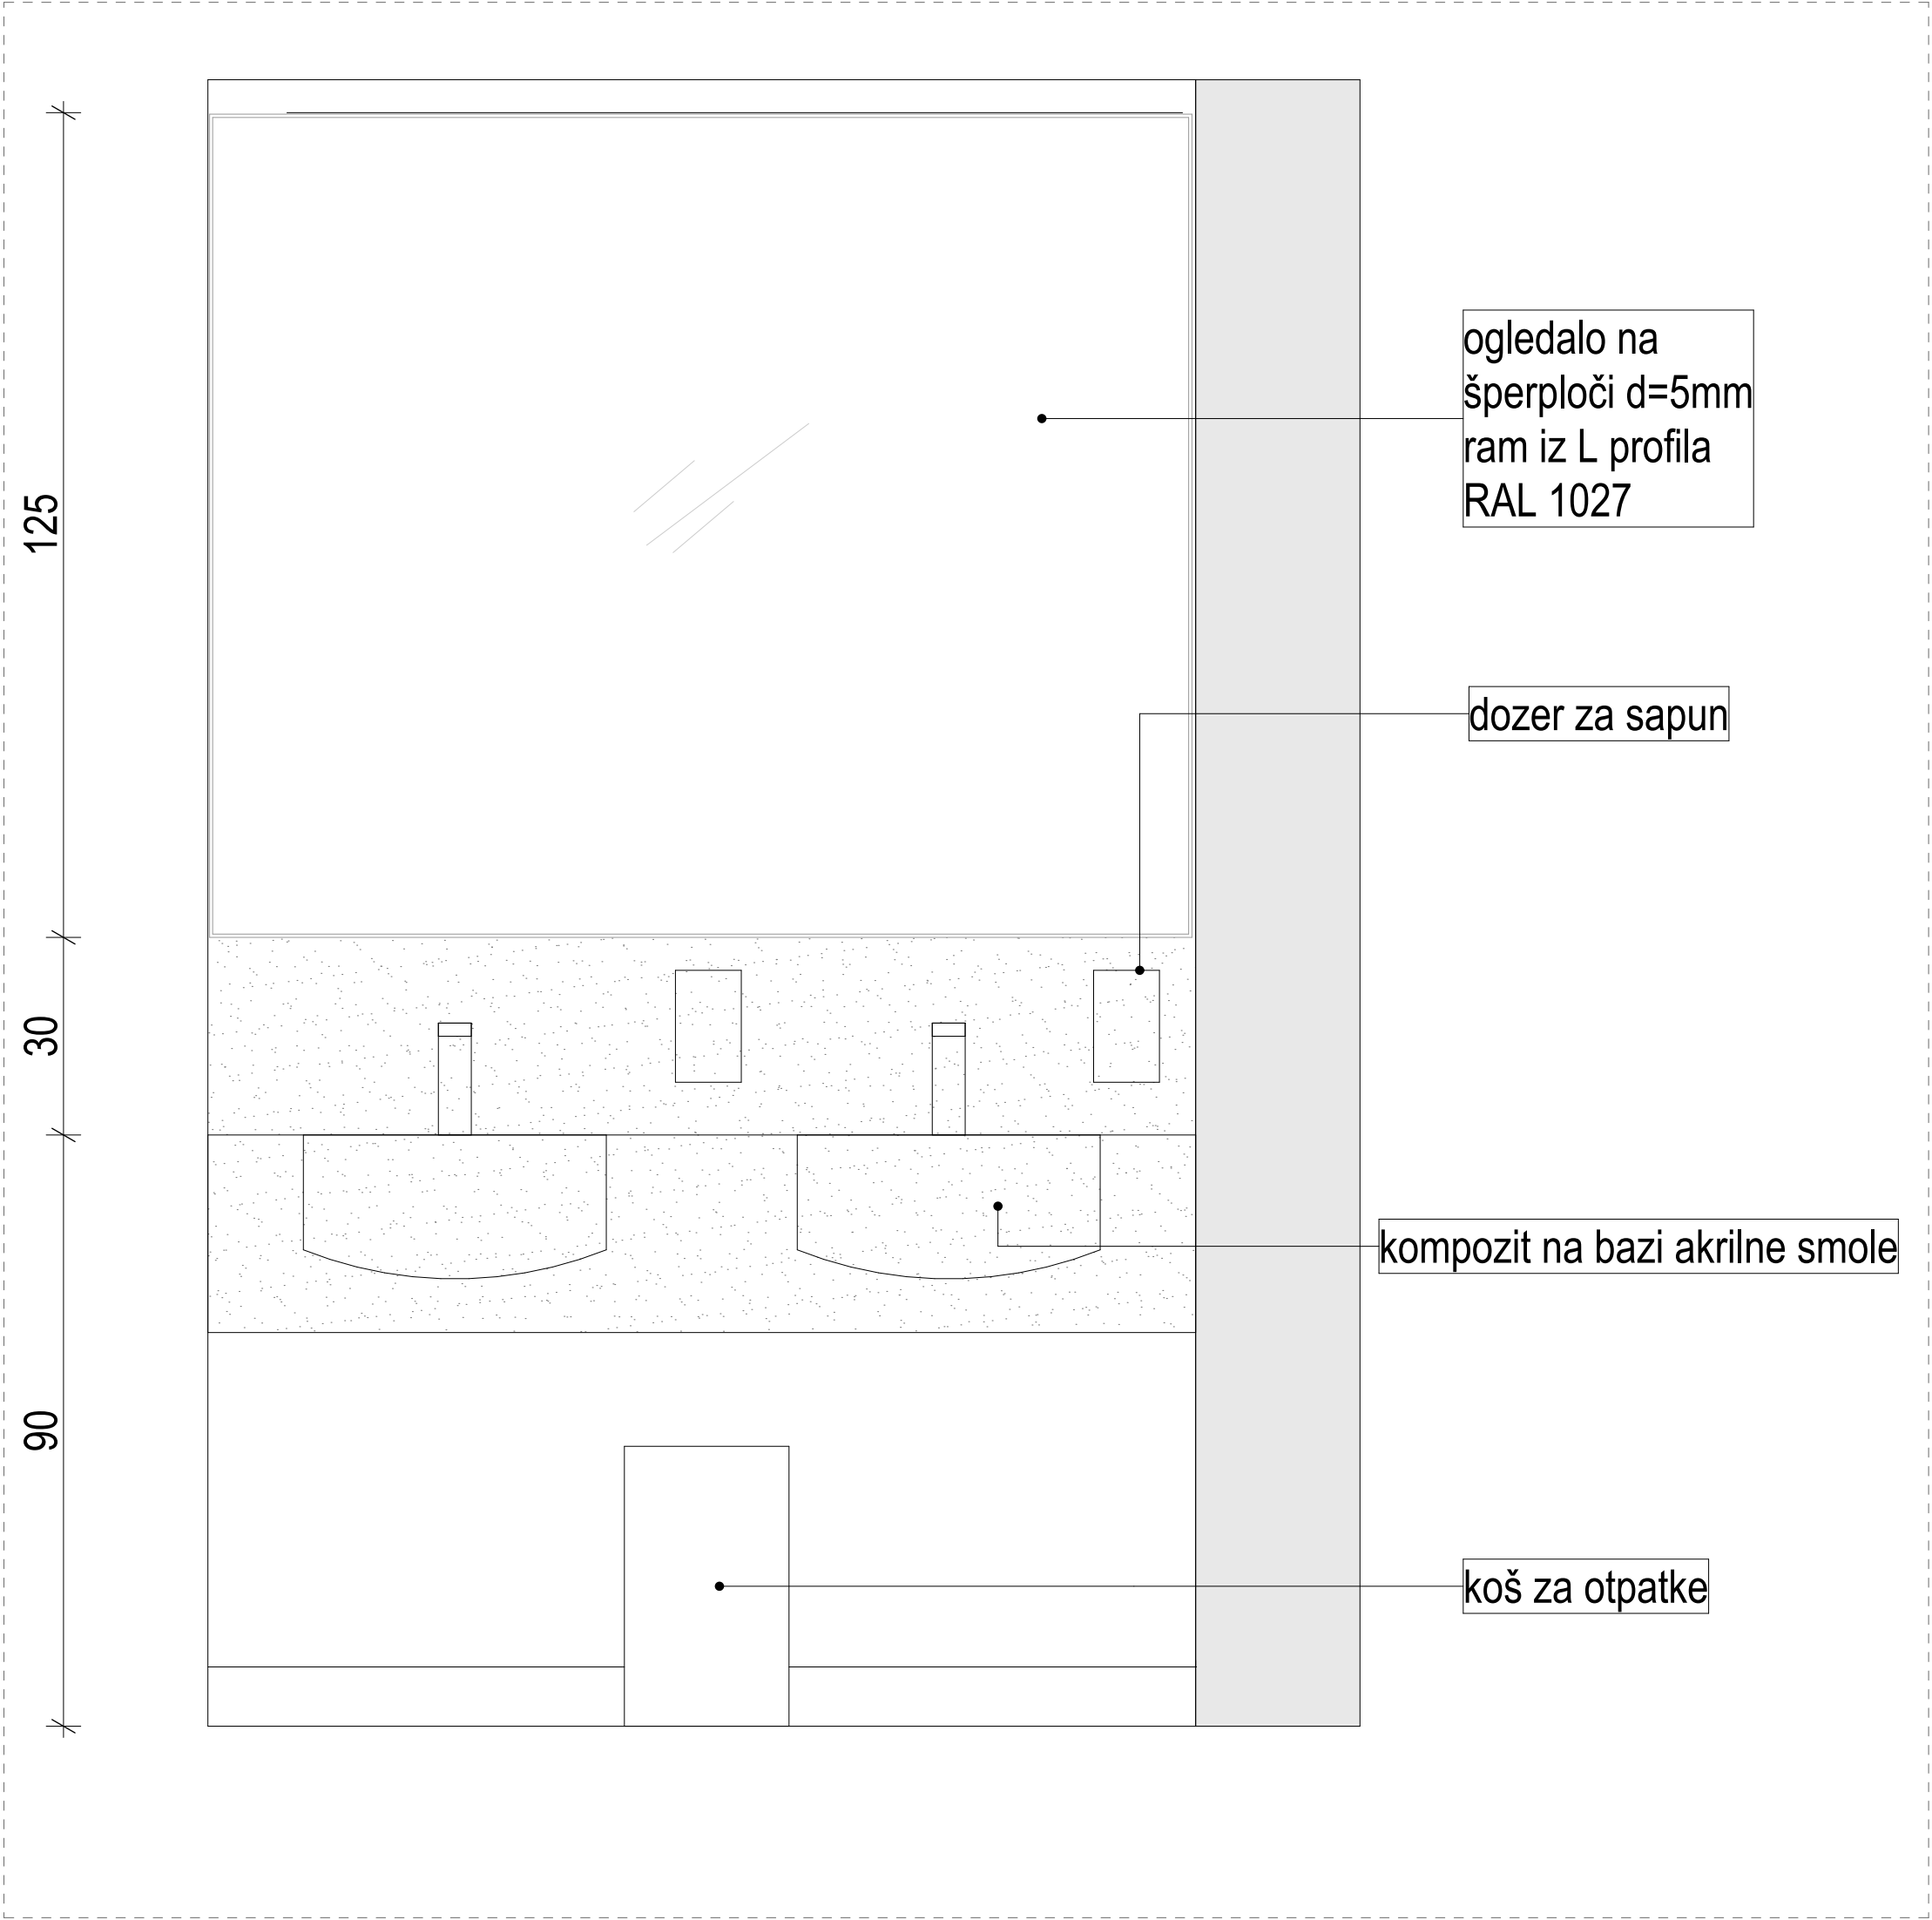 ogledalo na
šperploči d=5mm
ram iz L profila
RAL 1027
125
dozer za sapun
30
kompozit na bazi akrilne smole
90
koš za otpatke